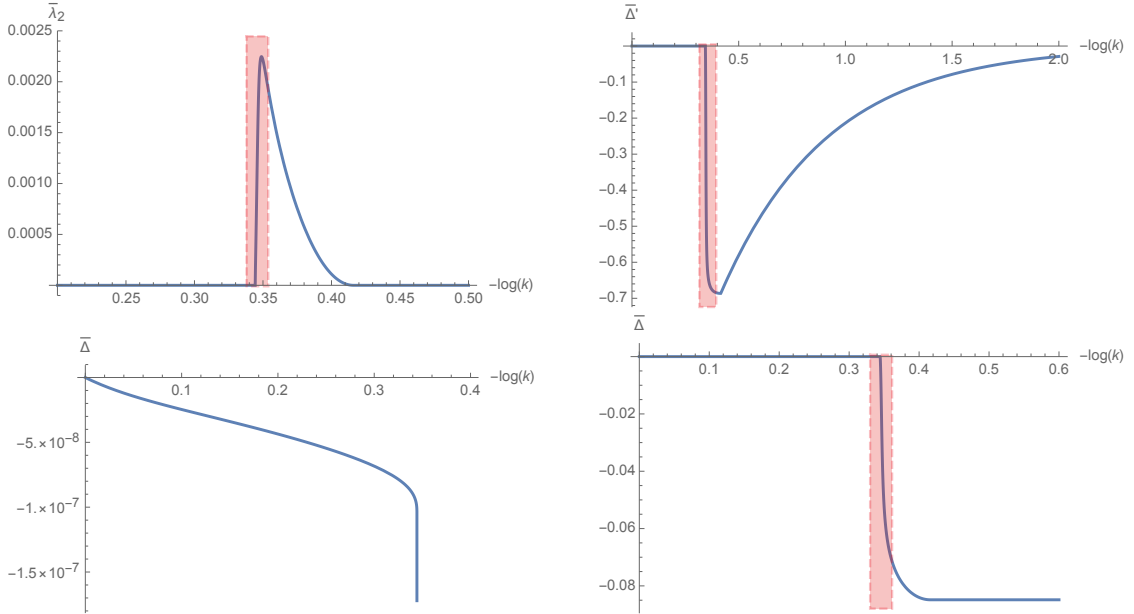 λ̅₂
0.0025
0.0020
0.0015
0.0010
0.0005
0.25 0.30 0.35 0.40 0.45 0.50
-log(k)
Δ̅'
-log(k)
0.5 1.0 1.5 2.0
-0.1
-0.2
-0.3
-0.4
-0.5
-0.6
-0.7
Δ̅
-log(k)
0.1 0.2 0.3 0.4
-5.×10⁻⁸
-1.×10⁻⁷
-1.5×10⁻⁷
Δ̅
-log(k)
0.1 0.2 0.3 0.4 0.5 0.6
-0.02
-0.04
-0.06
-0.08